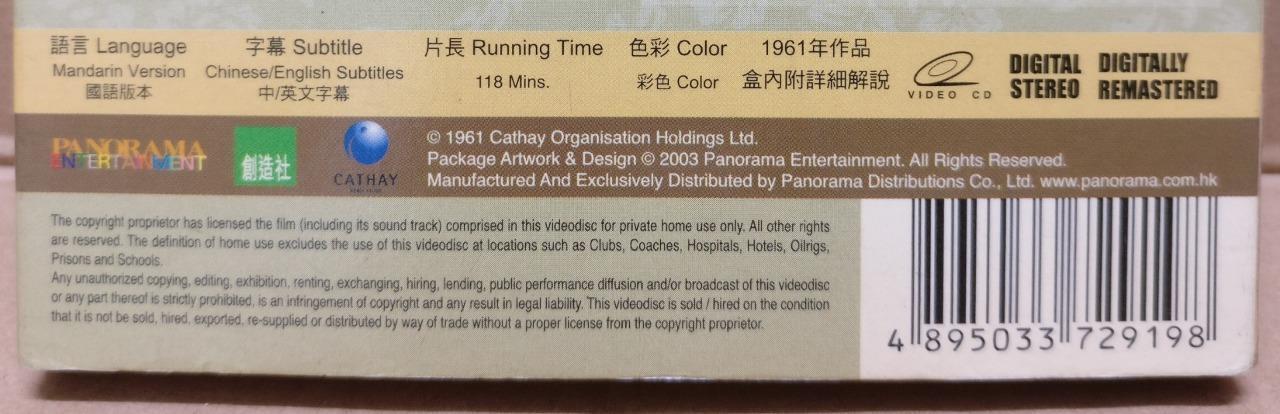 語言 Language
Mandarin Version
國語版本
字幕 Subtitle
Chinese/English Subtitles
中/英文字幕
片長 Running Time
118 Mins.
色彩 Color
彩色 Color
1961年作品
盒內附詳細解說
VIDEO CD
DIGITAL
STEREO
DIGITALLY
REMASTERED
PANORAMA
ENTERTAINMENT
創造社
CATHAY
© 1961 Cathay Organisation Holdings Ltd.
Package Artwork & Design © 2003 Panorama Entertainment. All Rights Reserved.
Manufactured And Exclusively Distributed by Panorama Distributions Co., Ltd. www.panorama.com.hk
The copyright proprietor has licensed the film (including its sound track) comprised in this videodisc for private home use only. All other rights
are reserved. The definition of home use excludes the use of this videodisc at locations such as Clubs, Coaches, Hospitals, Hotels, Oilrigs,
Prisons and Schools.
Any unauthorized copying, editing, exhibition, renting, exchanging, hiring, lending, public performance diffusion and/or broadcast of this videodisc
or any part thereof is strictly prohibited, is an infringement of copyright and any result in legal liability. This videodisc is sold / hired on the condition
that it is not be sold, hired, exported, re-supplied or distributed by way of trade without a proper license from the copyright proprietor.
4 895033 729198